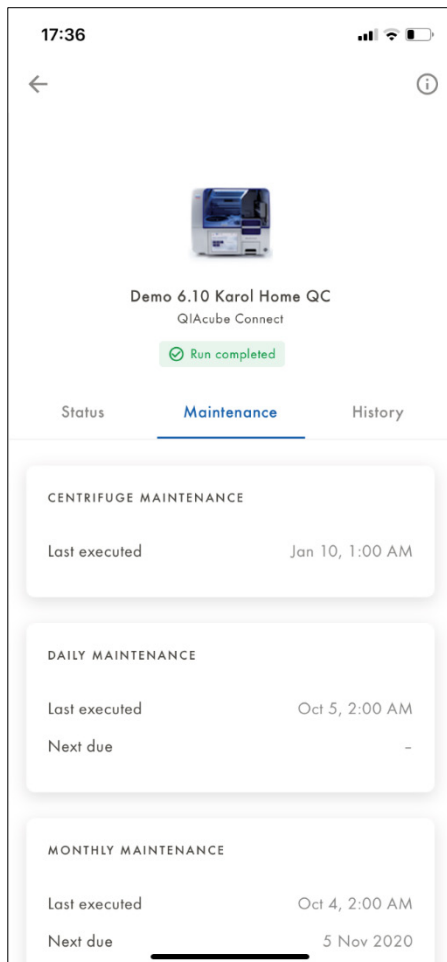 17:36
Demo 6.10 Karol Home QC
QIAcube Connect
Run completed
Status Maintenance History
CENTRIFUGE MAINTENANCE
Last executed Jan 10, 1:00 AM
DAILY MAINTENANCE
Last executed Oct 5, 2:00 AM
Next due –
MONTHLY MAINTENANCE
Last executed Oct 4, 2:00 AM
Next due 5 Nov 2020